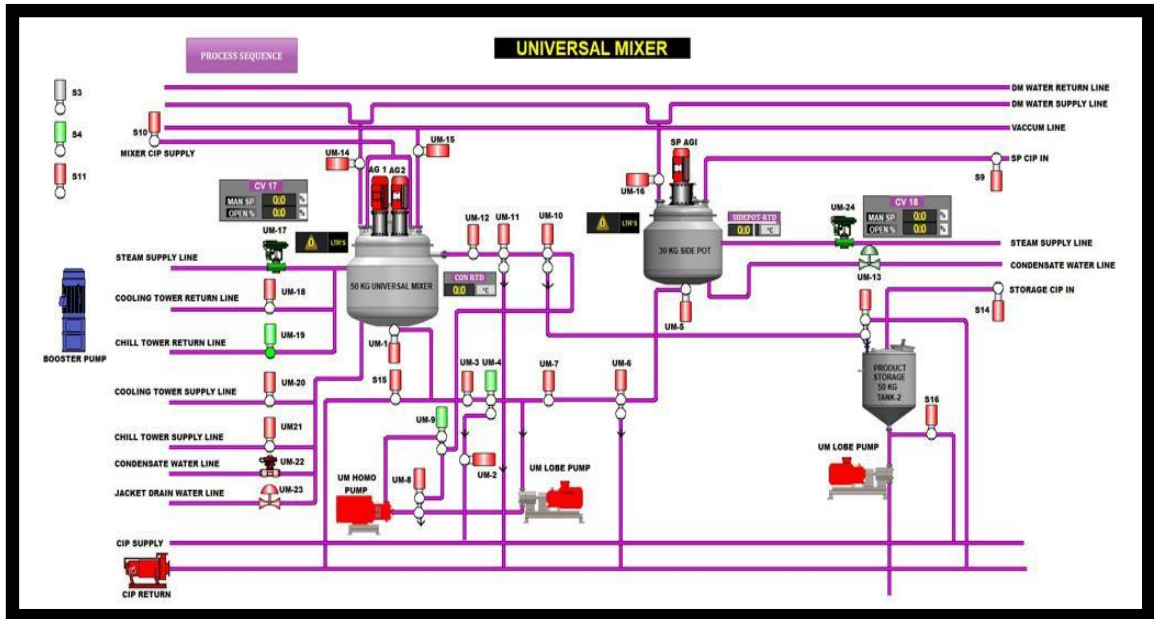 UNIVERSAL MIXER
PROCESS SEQUENCE
S3
S4
S11
S10
MIXER CIP SUPPLY
DM WATER RETURN LINE
DM WATER SUPPLY LINE
VACCUM LINE
UM-14
UM-15
AG 1
AG2
SP AGI
UM-16
SP CIP IN
S9
CV 17
MAN SP
0.0
%
OPEN %
0.0
%
UM-17
0
LTR'S
UM-12
UM-11
UM-10
0
LTR'S
SIDEPOT RTD
0.0
°C
UM-24
CV 18
MAN SP
0.0
%
OPEN %
0.0
%
STEAM SUPPLY LINE
50 KG UNIVERSAL MIXER
CON RTD
0.0
°C
30 KG SIDE POT
STEAM SUPPLY LINE
CONDENSATE WATER LINE
UM-13
UM-18
COOLING TOWER RETURN LINE
STORAGE CIP IN
S14
UM-5
UM-19
CHILL TOWER RETURN LINE
BOOSTER PUMP
UM-1
S15
UM-3
UM-4
UM-7
UM-6
PRODUCT
STORAGE
50 KG
TANK-2
UM-20
COOLING TOWER SUPPLY LINE
S16
UM21
CHILL TOWER SUPPLY LINE
UM-9
UM-22
CONDENSATE WATER LINE
UM-2
UM-8
UM HOMO
PUMP
UM LOBE PUMP
UM LOBE PUMP
UM-23
JACKET DRAIN WATER LINE
CIP SUPPLY
CIP RETURN